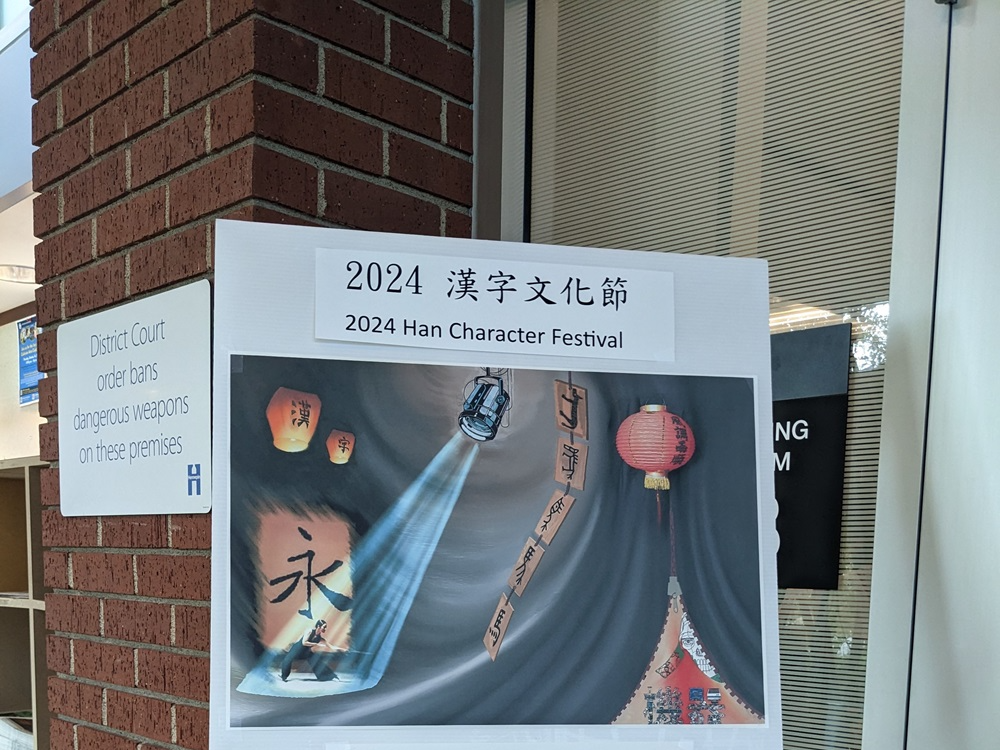 District Court
order bans
dangerous weapons
on these premises
2024 漢字文化節
2024 Han Character Festival
漢
字
永
NG
M